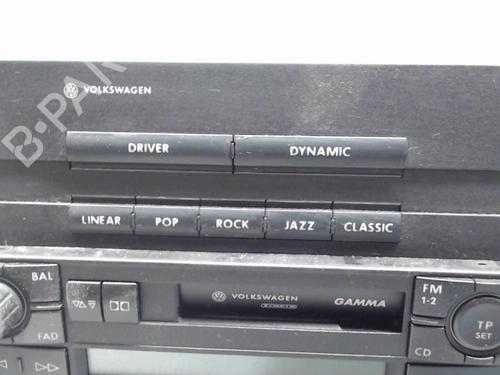 VOLKSWAGEN
DRIVER DYNAMIC
LINEAR POP ROCK JAZZ CLASSIC
BAL
FM
1-2
VOLKSWAGEN
GAMMA
TP
SET
FAD
CD
1
B-PAR